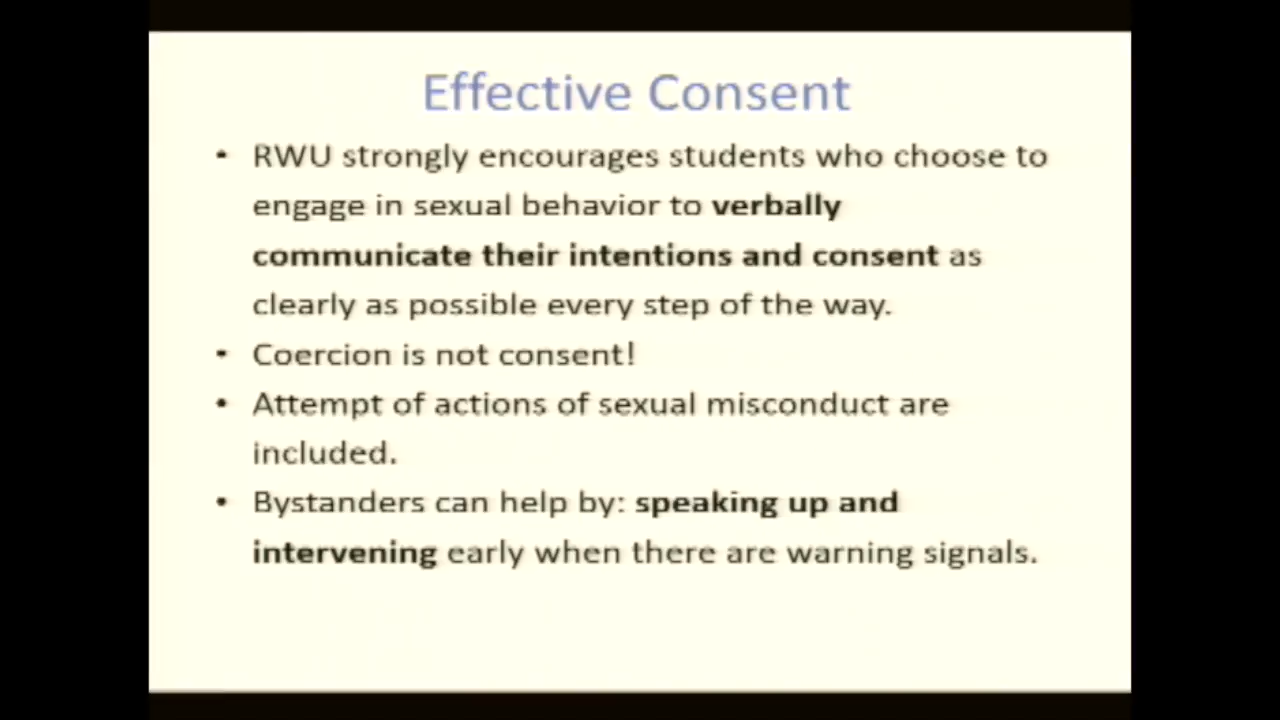 Effective Consent
• RWU strongly encourages students who choose to
engage in sexual behavior to verbally
communicate their intentions and consent as
clearly as possible every step of the way.
• Coercion is not consent!
• Attempt of actions of sexual misconduct are
included.
• Bystanders can help by: speaking up and
intervening early when there are warning signals.